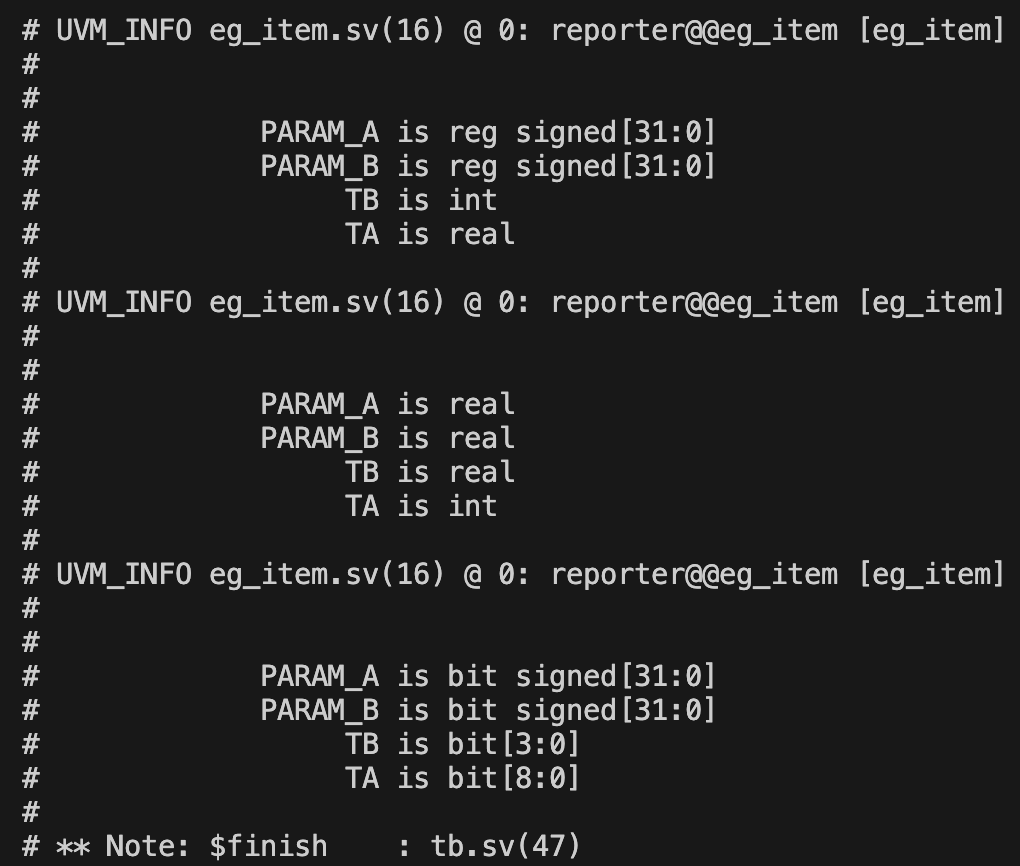 # UVM_INFO eg_item.sv(16) @ 0: reporter@@eg_item [eg_item]
#
#
#              PARAM_A is reg signed[31:0]
#              PARAM_B is reg signed[31:0]
#                   TB is int
#                   TA is real
#
# UVM_INFO eg_item.sv(16) @ 0: reporter@@eg_item [eg_item]
#
#
#              PARAM_A is real
#              PARAM_B is real
#                   TB is real
#                   TA is int
#
# UVM_INFO eg_item.sv(16) @ 0: reporter@@eg_item [eg_item]
#
#
#              PARAM_A is bit signed[31:0]
#              PARAM_B is bit signed[31:0]
#                   TB is bit[3:0]
#                   TA is bit[8:0]
#
# ** Note: $finish    : tb.sv(47)